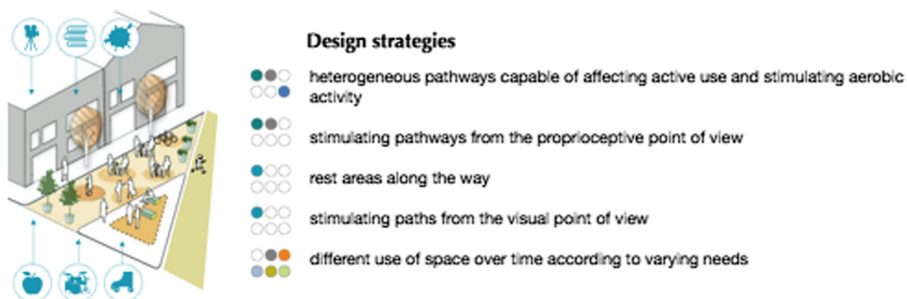 Design strategies
heterogeneous pathways capable of affecting active use and stimulating aerobic
activity
stimulating pathways from the proprioceptive point of view
rest areas along the way
stimulating paths from the visual point of view
different use of space over time according to varying needs